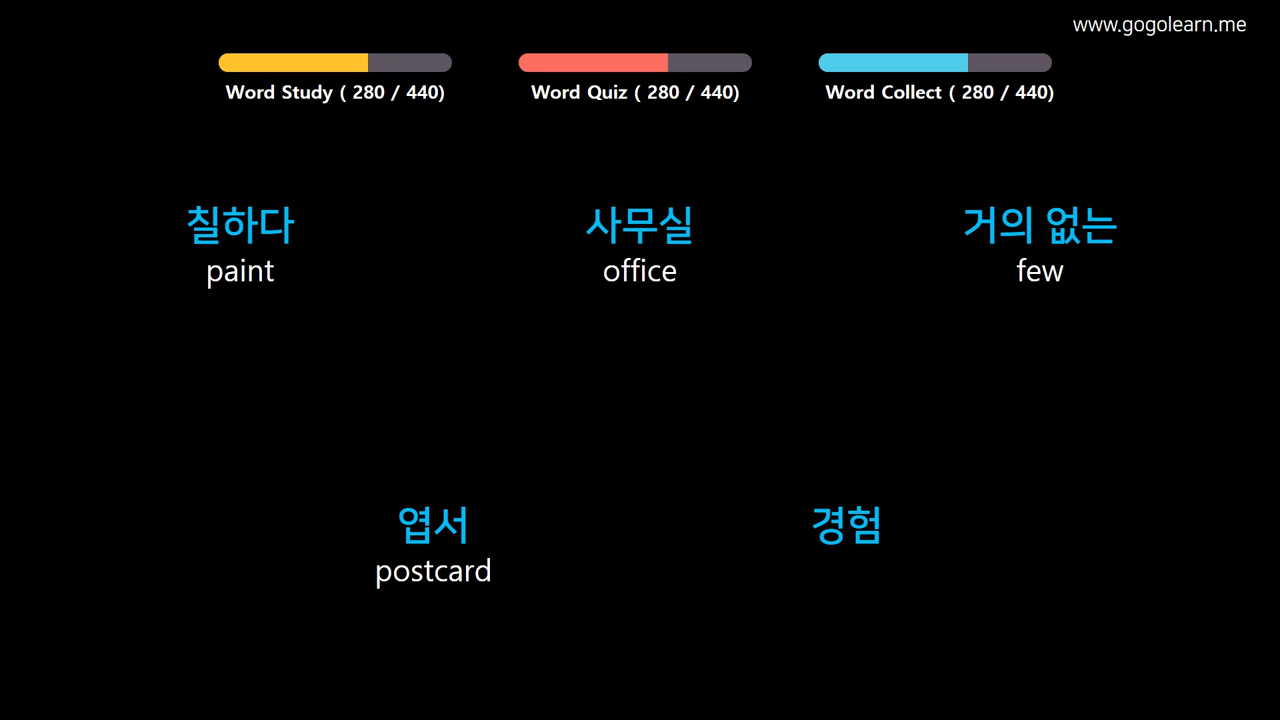 www.gogolearn.me
Word Study ( 280 / 440)
Word Quiz ( 280 / 440)
Word Collect ( 280 / 440)
칠하다
paint
사무실
office
거의 없는
few
엽서
postcard
경험